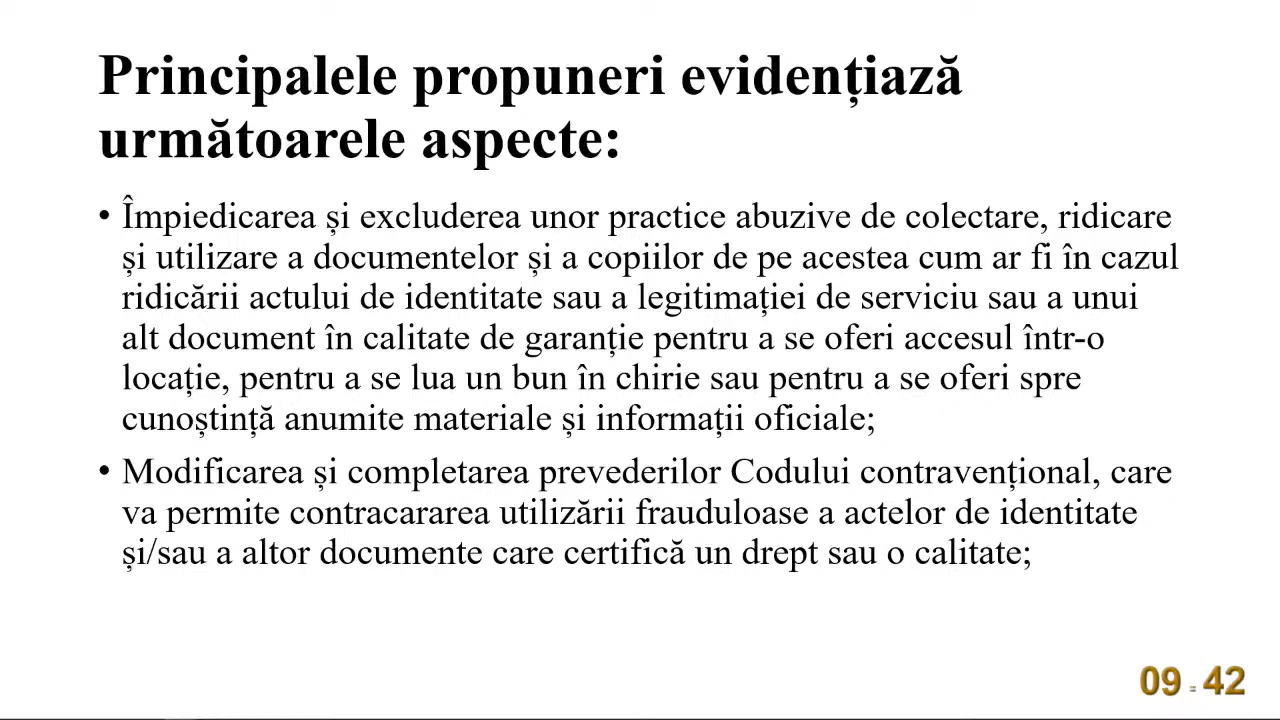 Principalele propuneri evidențiază
următoarele aspecte:
• Împiedicarea și excluderea unor practice abuzive de colectare, ridicare
și utilizare a documentelor și a copiilor de pe acestea cum ar fi în cazul
ridicării actului de identitate sau a legitimației de serviciu sau a unui
alt document în calitate de garanție pentru a se oferi accesul într-o
locație, pentru a se lua un bun în chirie sau pentru a se oferi spre
cunoștință anumite materiale și informații oficiale;
• Modificarea și completarea prevederilor Codului contravențional, care
va permite contracararea utilizării frauduloase a actelor de identitate
și/sau a altor documente care certifică un drept sau o calitate;
09 = 42